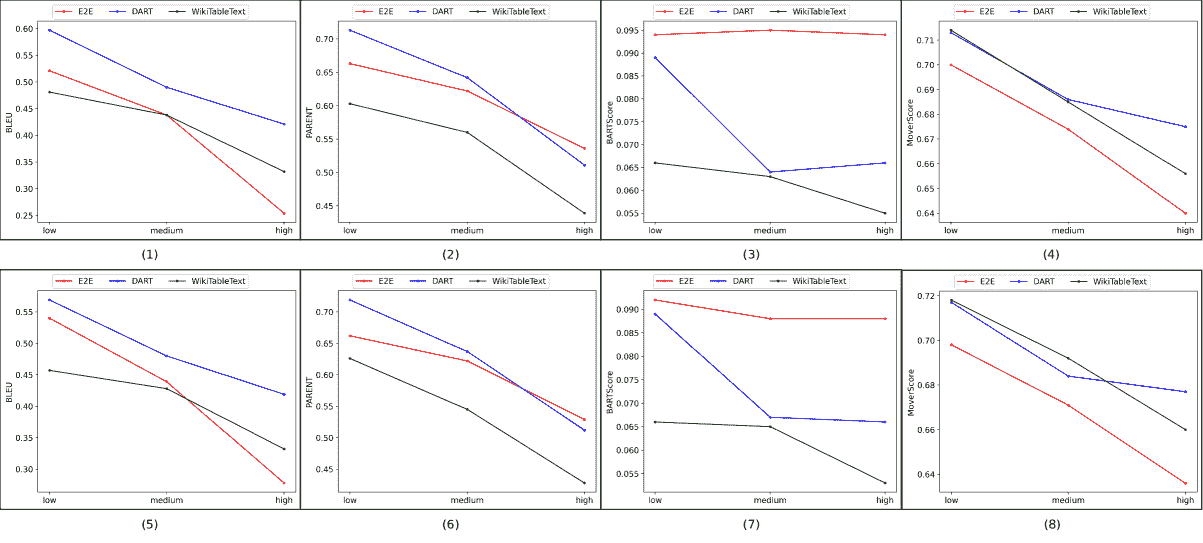 E2E DART WikiTableText
BLEU
0.60
0.55
0.50
0.45
0.40
0.35
0.30
0.25
low medium high
(1)
E2E DART WikiTableText
PARENT
0.70
0.65
0.60
0.55
0.50
0.45
low medium high
(2)
E2E DART WikiTableText
BARTScore
0.095
0.090
0.085
0.080
0.075
0.070
0.065
0.060
0.055
low medium high
(3)
E2E DART WikiTableText
MoverScore
0.71
0.70
0.69
0.68
0.67
0.66
0.65
0.64
low medium high
(4)
E2E DART WikiTableText
BLEU
0.55
0.50
0.45
0.40
0.35
0.30
low medium high
(5)
E2E DART WikiTableText
PARENT
0.70
0.65
0.60
0.55
0.50
0.45
low medium high
(6)
E2E DART WikiTableText
BARTScore
0.090
0.085
0.080
0.075
0.070
0.065
0.060
0.055
low medium high
(7)
E2E DART WikiTableText
MoverScore
0.72
0.70
0.68
0.66
0.64
low medium high
(8)